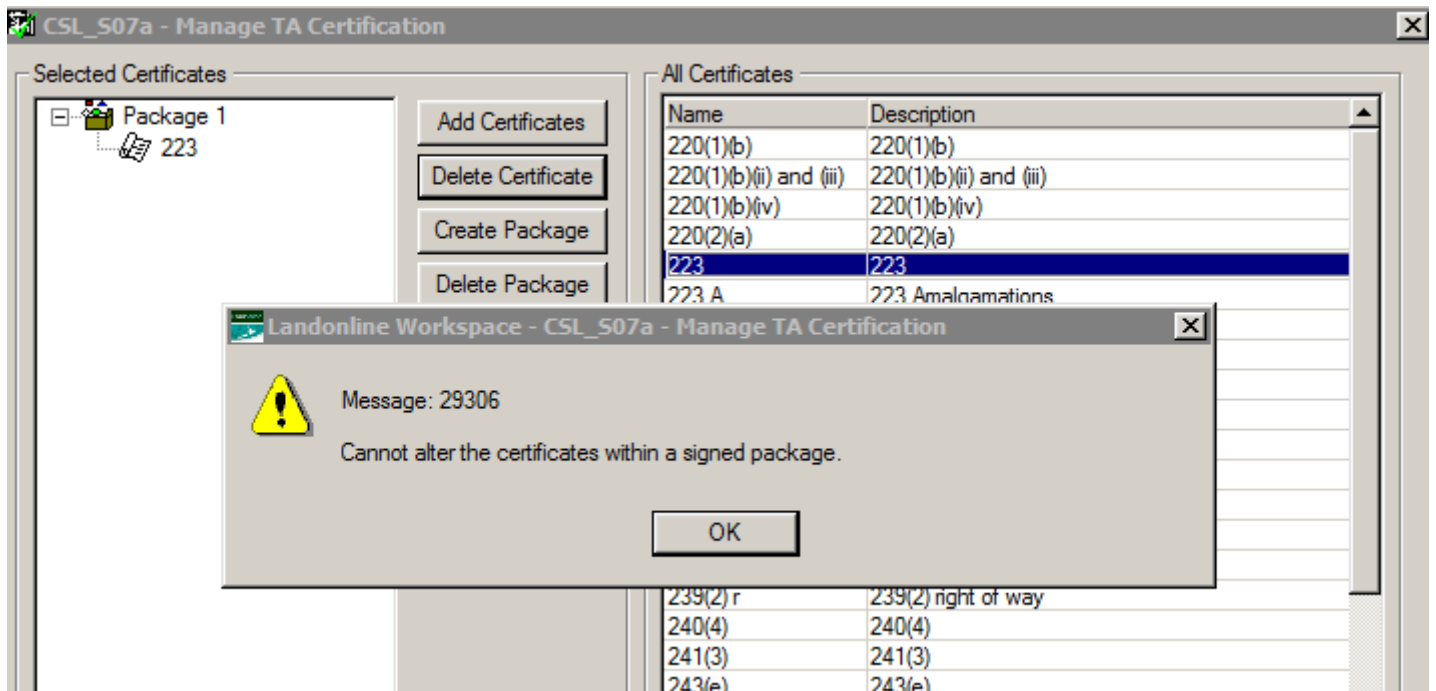 CSL_S07a - Manage TA Certification
Selected Certificates
Package 1
223
Add Certificates
Delete Certificate
Create Package
Delete Package
All Certificates
Name Description
220(1)(b) 220(1)(b)
220(1)(b)(ii) and (iii) 220(1)(b)(ii) and (iii)
220(1)(b)(iv) 220(1)(b)(iv)
220(2)(a) 220(2)(a)
223 223
223 A 223 Amalgamations
Landonline Workspace - CSL_S07a - Manage TA Certification
Message: 29306
Cannot alter the certificates within a signed package.
OK
239(2) r 239(2) right of way
240(4) 240(4)
241(3) 241(3)
243(e) 243(e)